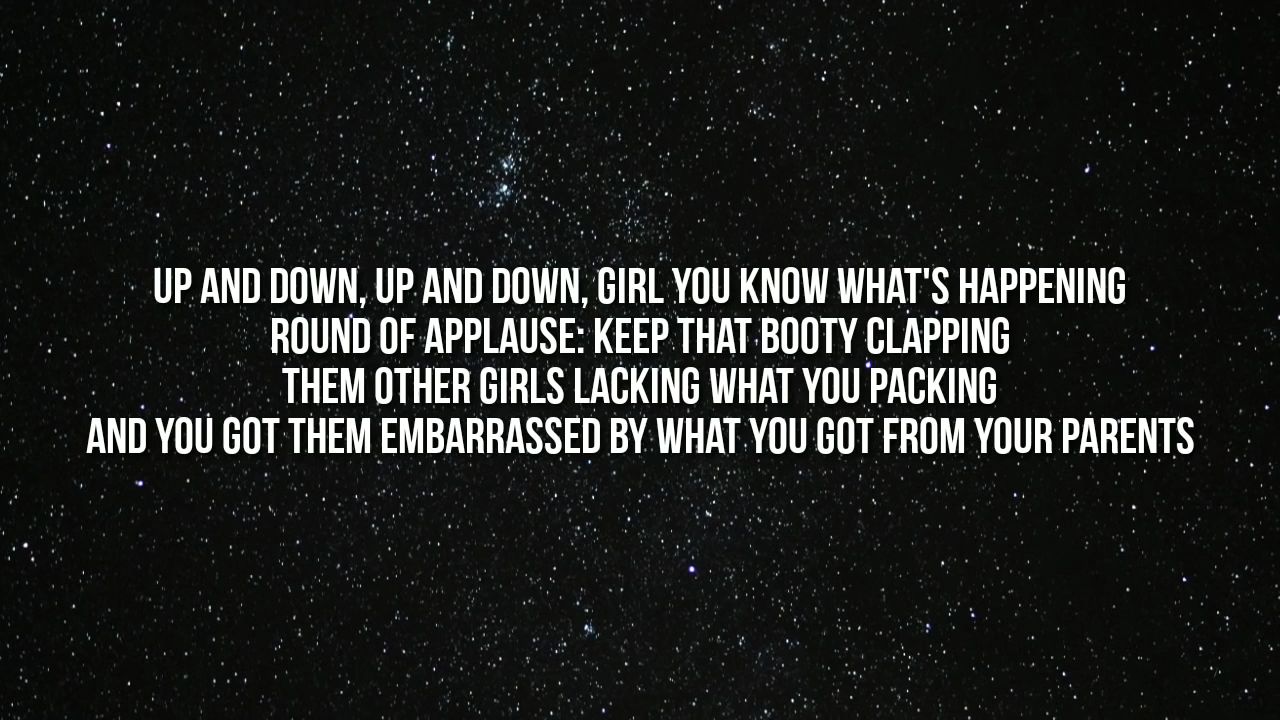 UP AND DOWN, UP AND DOWN, GIRL YOU KNOW WHAT'S HAPPENING
ROUND OF APPLAUSE: KEEP THAT BOOTY CLAPPING
THEM OTHER GIRLS LACKING WHAT YOU PACKING
AND YOU GOT THEM EMBARRASSED BY WHAT YOU GOT FROM YOUR PARENTS